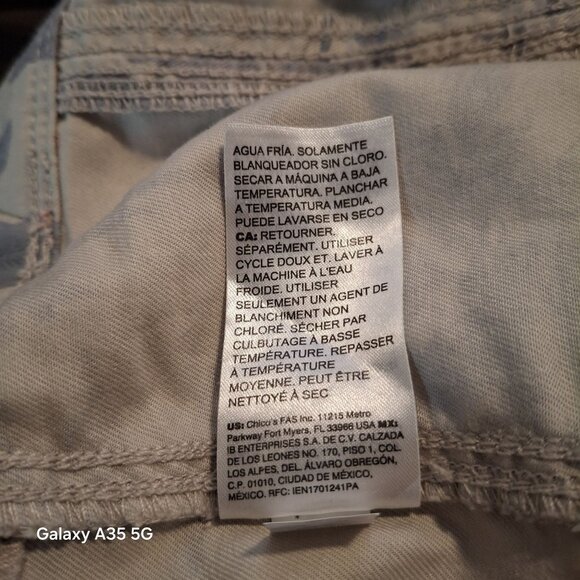 AGUA FRÍA. SOLAMENTE
BLANQUEADOR SIN CLORO.
SECAR A MÁQUINA A BAJA
TEMPERATURA. PLANCHAR
A TEMPERATURA MEDIA.
PUEDE LAVARSE EN SECO
CA: RETOURNER.
SÉPARÉMENT. UTILISER
CYCLE DOUX ET. LAVER À
LA MACHINE À L'EAU
FROIDE. UTILISER
SEULEMENT UN AGENT DE
BLANCHIMENT NON
CHLORÉ. SÉCHER PAR
CULBUTAGE À BASSE
TEMPÉRATURE. REPASSER
À TEMPÉRATURE
MOYENNE. PEUT ÊTRE
NETTOYÉ À SEC
US: Chico's FAS Inc. 11215 Metro
Parkway Fort Myers, FL 33966 USA MX:
IB ENTERPRISES S.A. DE C.V. CALZADA
DE LOS LEONES NO. 170, PISO 1, COL.
LOS ALPES, DEL. ÁLVARO OBREGÓN,
C.P. 01010, CIUDAD DE MÉXICO,
MÉXICO. RFC: IEN1701241PA
Galaxy A35 5G